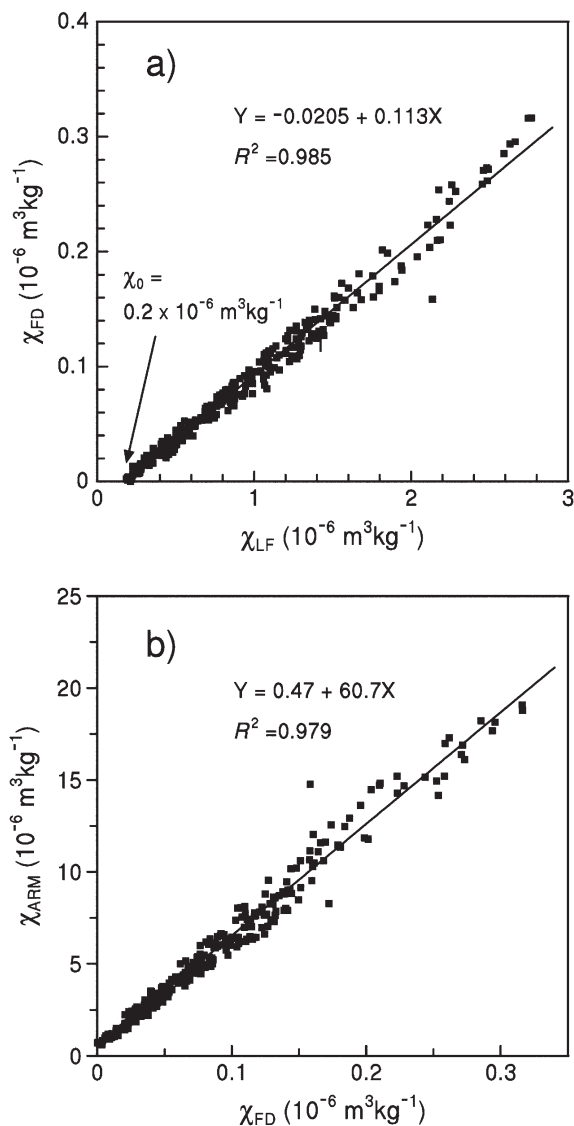 0.4
a)
Y = ⁻0.0205 + 0.113X
R² =0.985
0.3
0.2
χ₀ =
0.2 x 10⁻⁶ m³kg⁻¹
0.1
0
χFD (10⁻⁶ m³kg⁻¹)
0 1 2 3
χLF (10⁻⁶ m³kg⁻¹)
25
b)
Y = 0.47 + 60.7X
R² =0.979
20
15
10
5
0
χARM (10⁻⁶ m³kg⁻¹)
0 0.1 0.2 0.3
χFD (10⁻⁶ m³kg⁻¹)